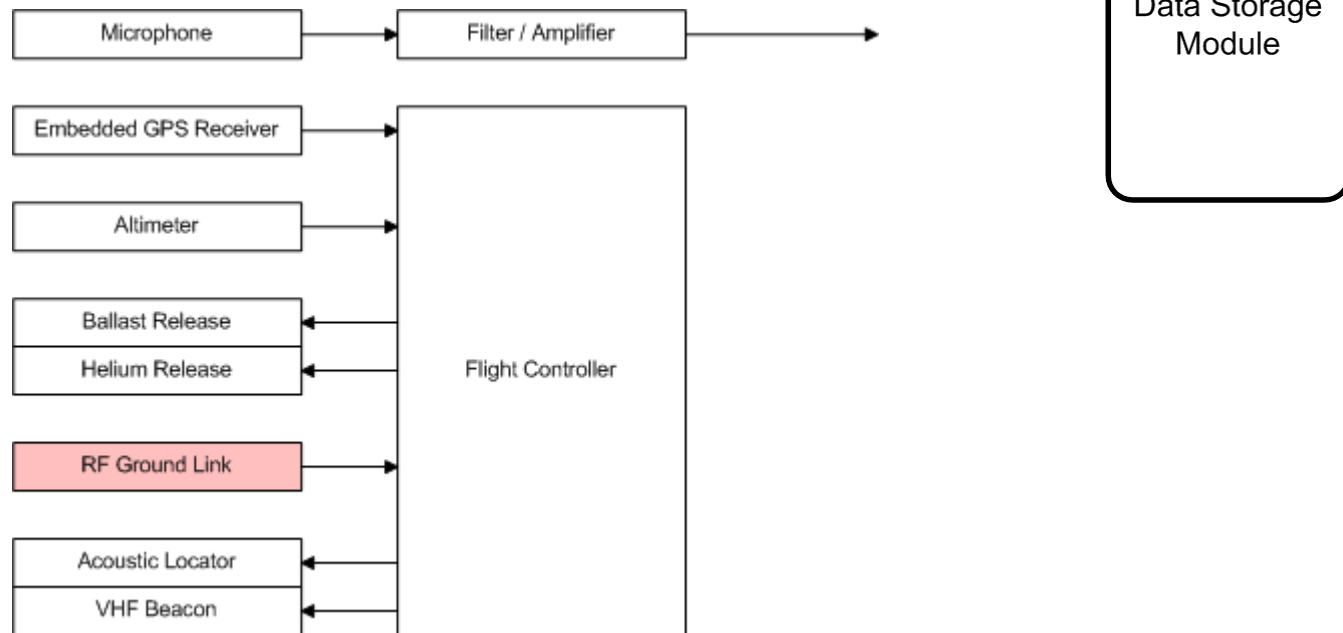 Microphone
Filter / Amplifier
Data Storage
Module
Embedded GPS Receiver
Altimeter
Ballast Release
Helium Release
Flight Controller
RF Ground Link
Acoustic Locator
VHF Beacon